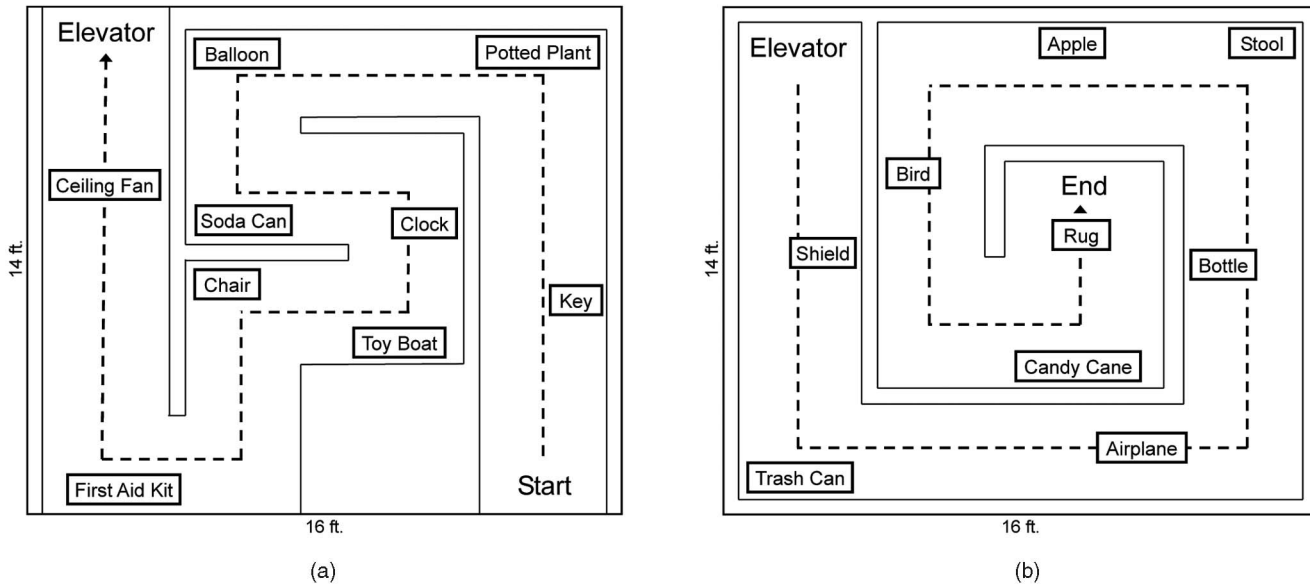 Elevator
Balloon
Potted Plant
Ceiling Fan
Soda Can
Clock
Chair
Key
Toy Boat
First Aid Kit
Start
14 ft.
16 ft.
(a)
Elevator
Apple
Stool
Bird
End
Rug
Shield
Bottle
Candy Cane
Airplane
Trash Can
14 ft.
16 ft.
(b)